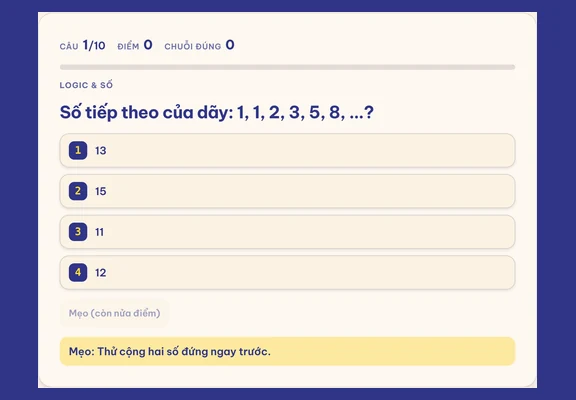 CÂU 1/10 ĐIỂM 0 CHUỖI ĐÚNG 0
LOGIC & SỐ
Số tiếp theo của dãy: 1, 1, 2, 3, 5, 8, ...?
1 13
2 15
3 11
4 12
Mẹo (còn nửa điểm)
Mẹo: Thử cộng hai số đứng ngay trước.